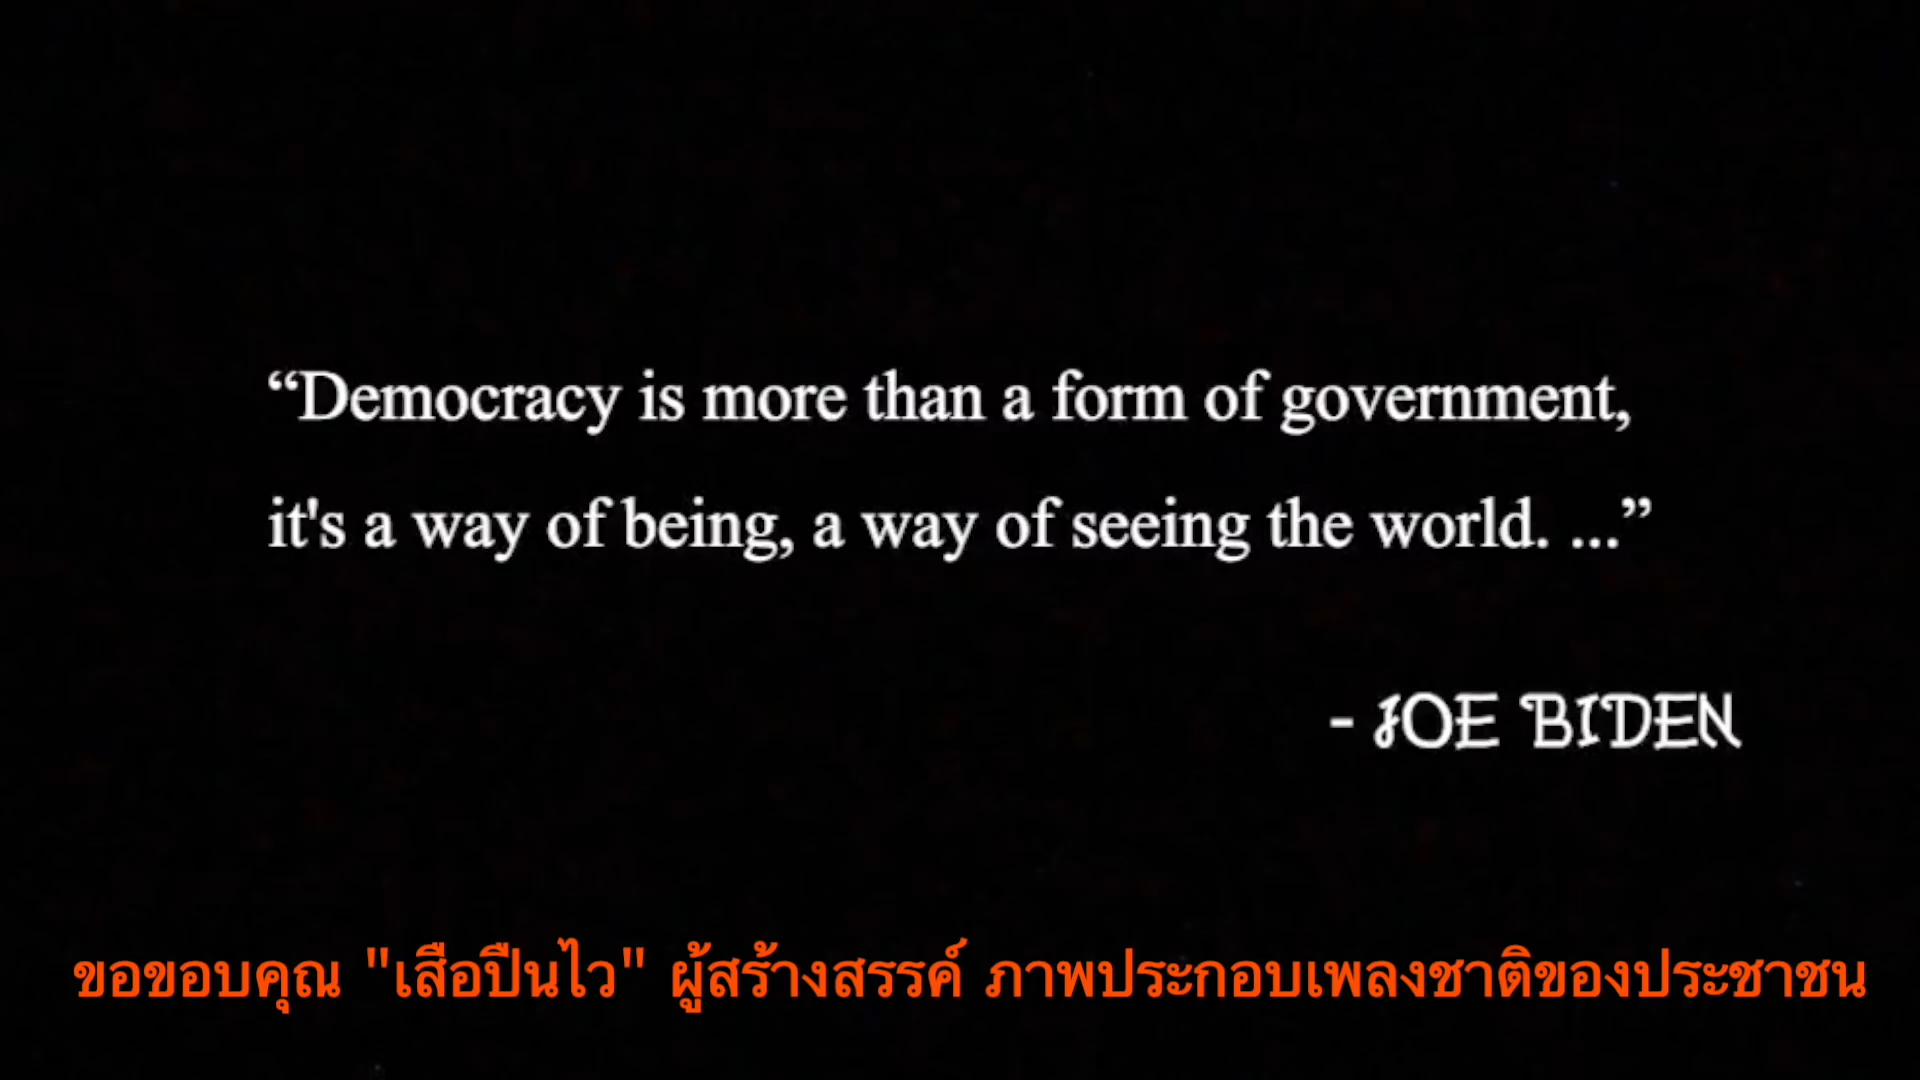 “Democracy is more than a form of government,
it's a way of being, a way of seeing the world. ...”
- JOE BIDEN
ขอขอบคุณ "เสือปืนไว" ผู้สร้างสรรค์ ภาพประกอบเพลงชาติของประชาชน